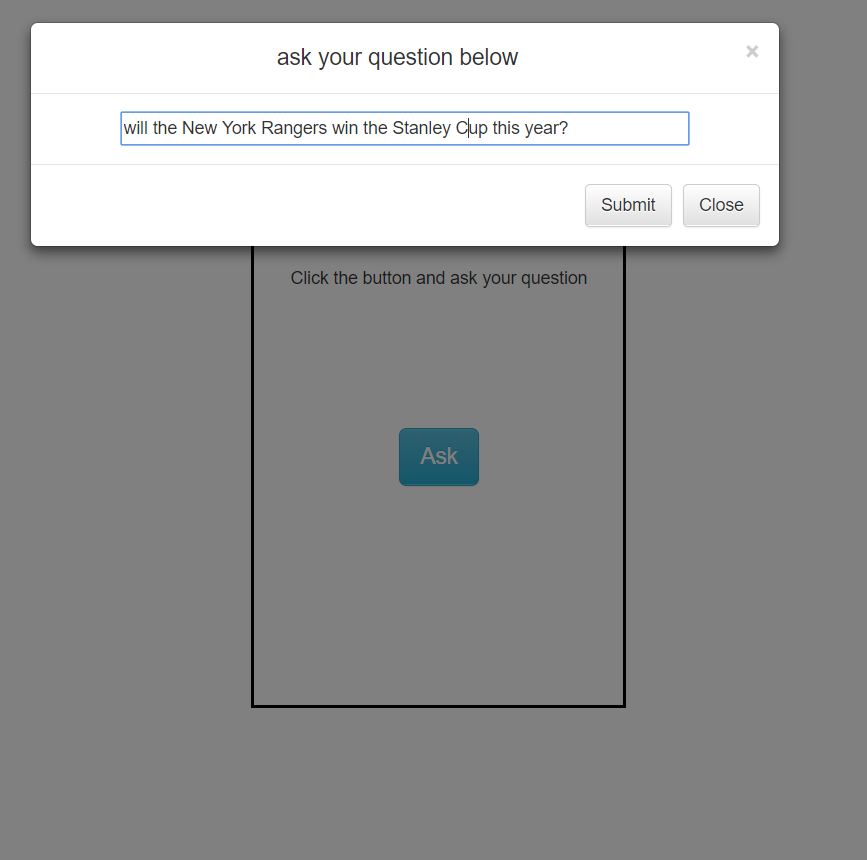 ask your question below
×
will the New York Rangers win the Stanley Cup this year?
Submit Close
Click the button and ask your question
Ask